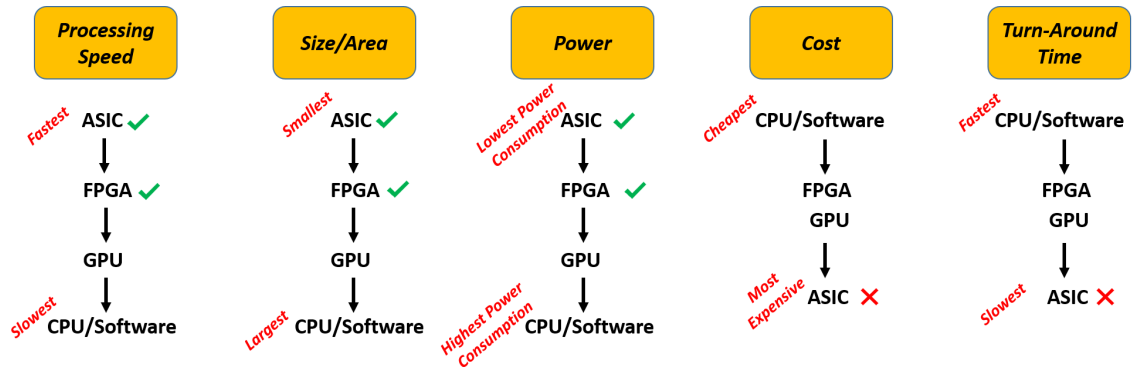 Processing
Speed
Fastest
ASIC
FPGA
GPU
Slowest
CPU/Software
Size/Area
Smallest
ASIC
FPGA
GPU
Largest
CPU/Software
Power
Lowest Power
Consumption
ASIC
FPGA
GPU
Highest Power
Consumption
CPU/Software
Cost
Cheapest
CPU/Software
FPGA
GPU
Most
Expensive
ASIC
Turn-Around
Time
Fastest
CPU/Software
FPGA
GPU
Slowest
ASIC